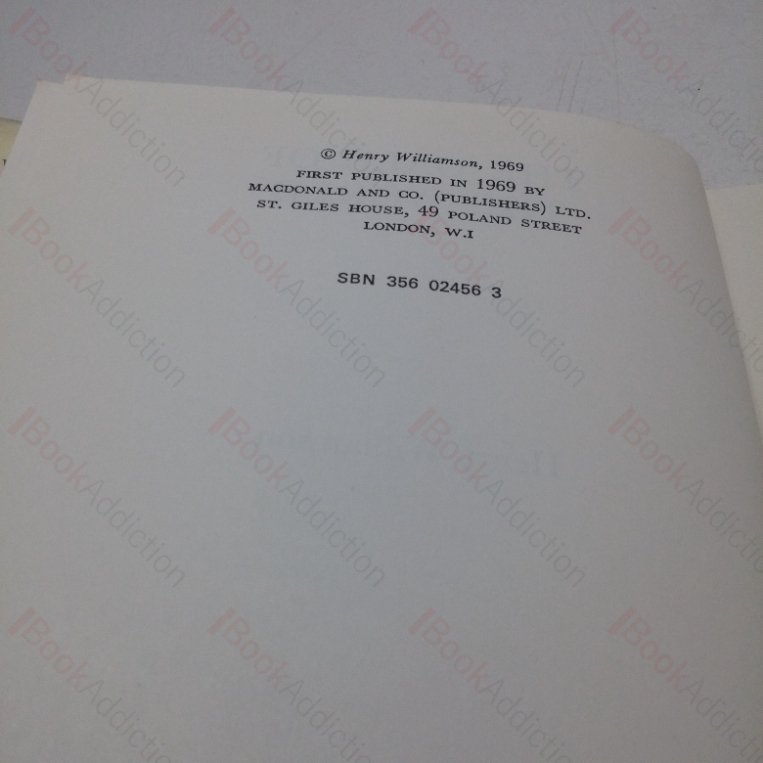 © Henry Williamson, 1969
FIRST PUBLISHED IN 1969 BY
MACDONALD AND CO. (PUBLISHERS) LTD.
ST. GILES HOUSE, 49 POLAND STREET
LONDON, W.I
SBN 356 02456 3
BookAddiction